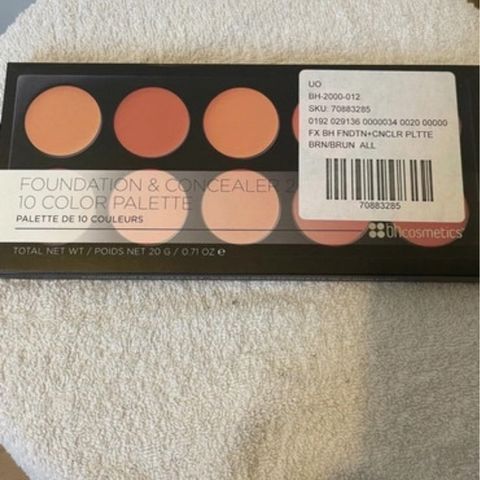 UO
BH-2000-012
SKU: 70883285
0192 029136 0000034 0020 00000
FX BH FNDTN+CNCLR PLTTE
BRN/BRUN ALL
70883285
FOUNDATION & CONCEALER 2
10 COLOR PALETTE
PALETTE DE 10 COULEURS
bhcosmetics
TOTAL NET WT / POIDS NET 20 G / 0.71 OZ e